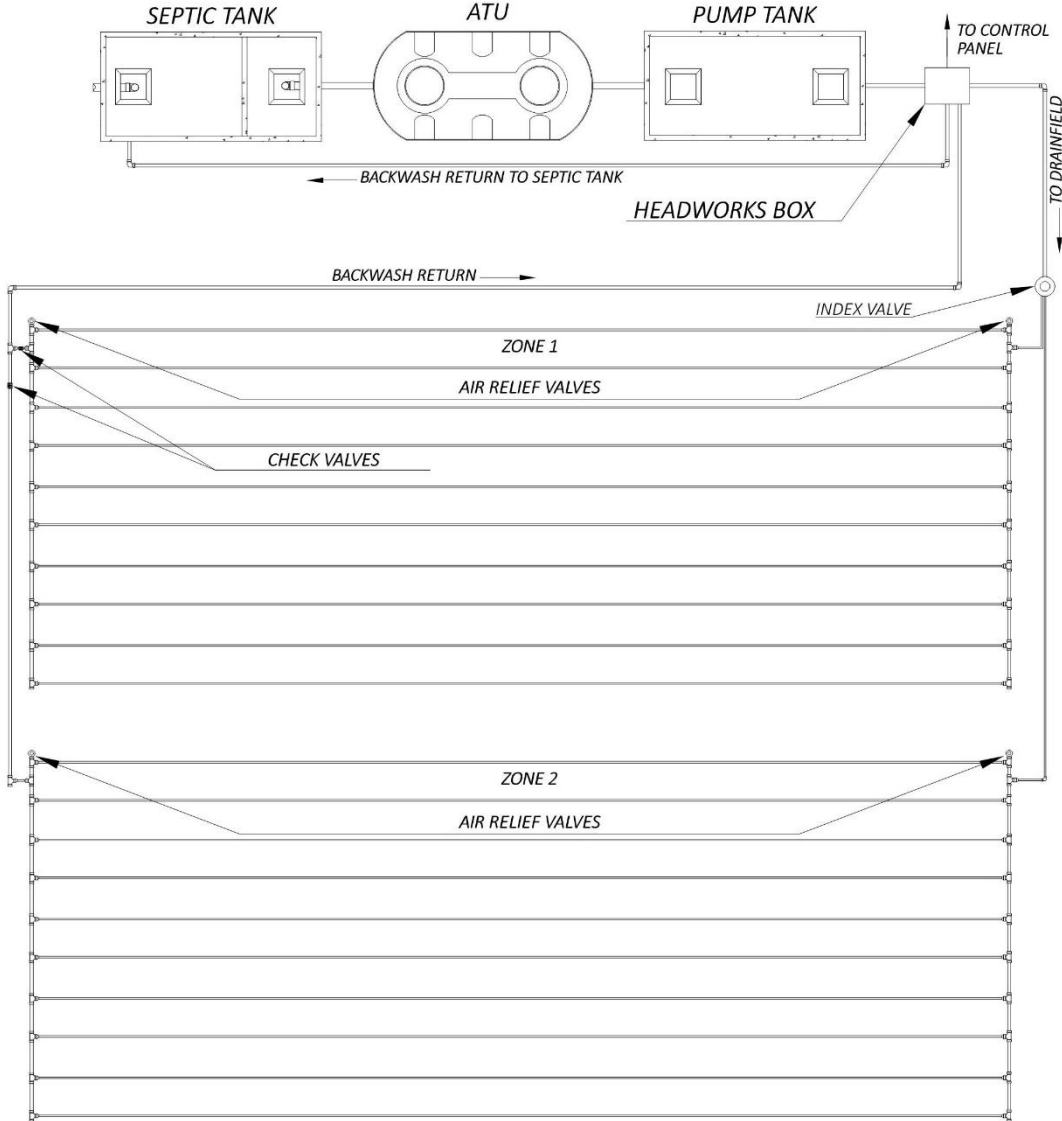 SEPTIC TANK
ATU
PUMP TANK
TO CONTROL
PANEL
TO DRAINFIELD
BACKWASH RETURN TO SEPTIC TANK
HEADWORKS BOX
BACKWASH RETURN
INDEX VALVE
ZONE 1
AIR RELIEF VALVES
CHECK VALVES
ZONE 2
AIR RELIEF VALVES